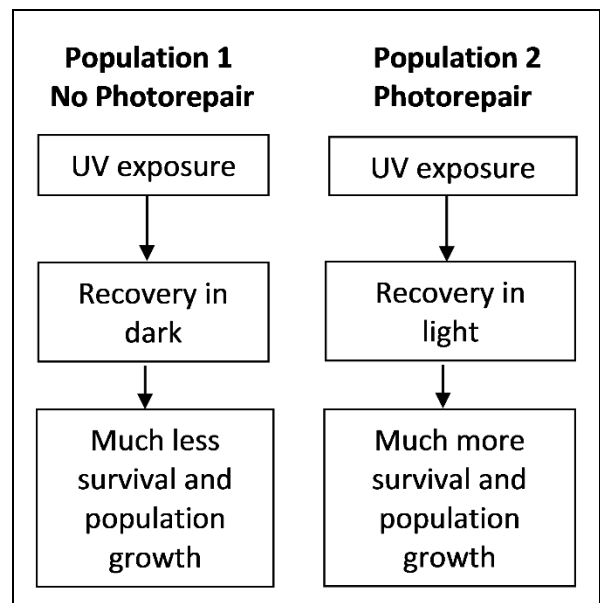 Population 1
No Photorepair
UV exposure
Recovery in
dark
Much less
survival and
population
growth
Population 2
Photorepair
UV exposure
Recovery in
light
Much more
survival and
population
growth